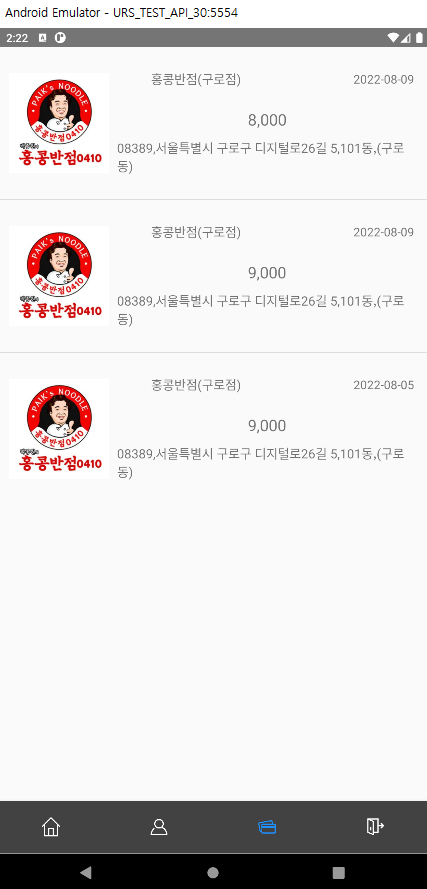 Android Emulator - URS_TEST_API_30:5554
2:22
홍콩반점(구로점) 2022-08-09
8,000
08389,서울특별시 구로구 디지털로26길 5,101동,(구로
동)
PAIK's NOODLE
홍콩반점0410
홍콩반점0410
홍콩반점(구로점) 2022-08-09
9,000
08389,서울특별시 구로구 디지털로26길 5,101동,(구로
동)
PAIK's NOODLE
홍콩반점0410
홍콩반점0410
홍콩반점(구로점) 2022-08-05
9,000
08389,서울특별시 구로구 디지털로26길 5,101동,(구로
동)
PAIK's NOODLE
홍콩반점0410
홍콩반점0410